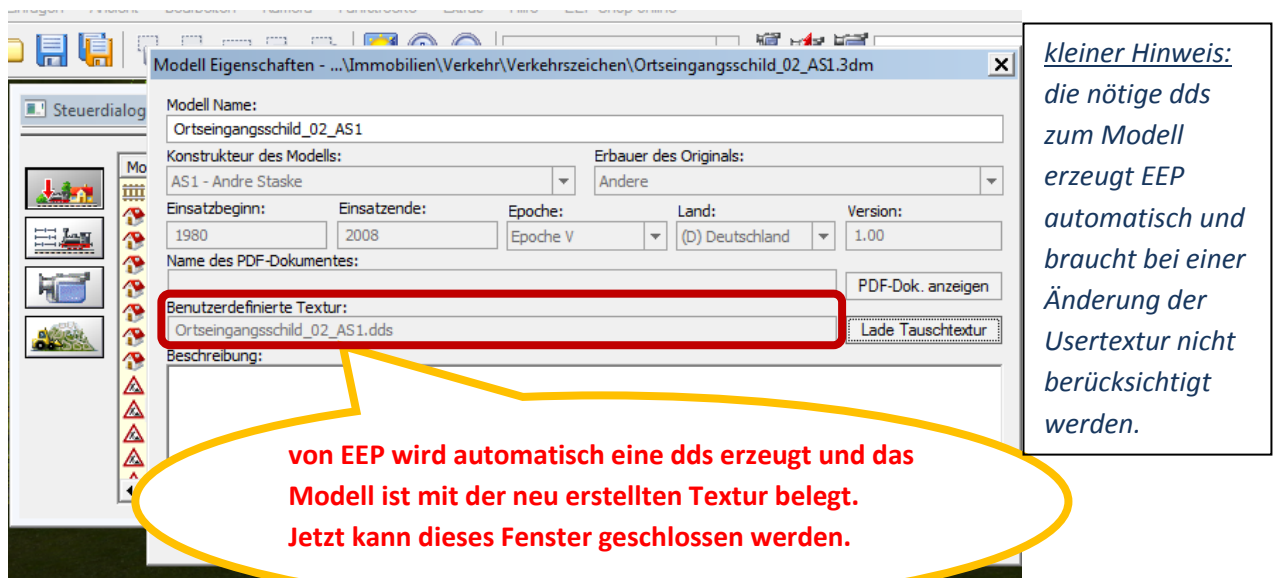 Modell Eigenschaften - ...\Immobilien\Verkehr\Verkehrszeichen\Ortseingangsschild_02_AS1.3dm
Steuerdialog
Mo
Modell Name:
Ortseingangsschild_02_AS1
Konstrukteur des Modells: Erbauer des Originals:
AS1 - Andre Staske Andere
Einsatzbeginn: Einsatzende: Epoche: Land: Version:
1980 2008 Epoche V (D) Deutschland 1.00
Name des PDF-Dokumentes:
PDF-Dok. anzeigen
Benutzerdefinierte Textur:
Ortseingangsschild_02_AS1.dds Lade Tauschtextur
Beschreibung:
von EEP wird automatisch eine dds erzeugt und das
Modell ist mit der neu erstellten Textur belegt.
Jetzt kann dieses Fenster geschlossen werden.
kleiner Hinweis:
die nötige dds
zum Modell
erzeugt EEP
automatisch und
braucht bei einer
Änderung der
Usertextur nicht
berücksichtigt
werden.